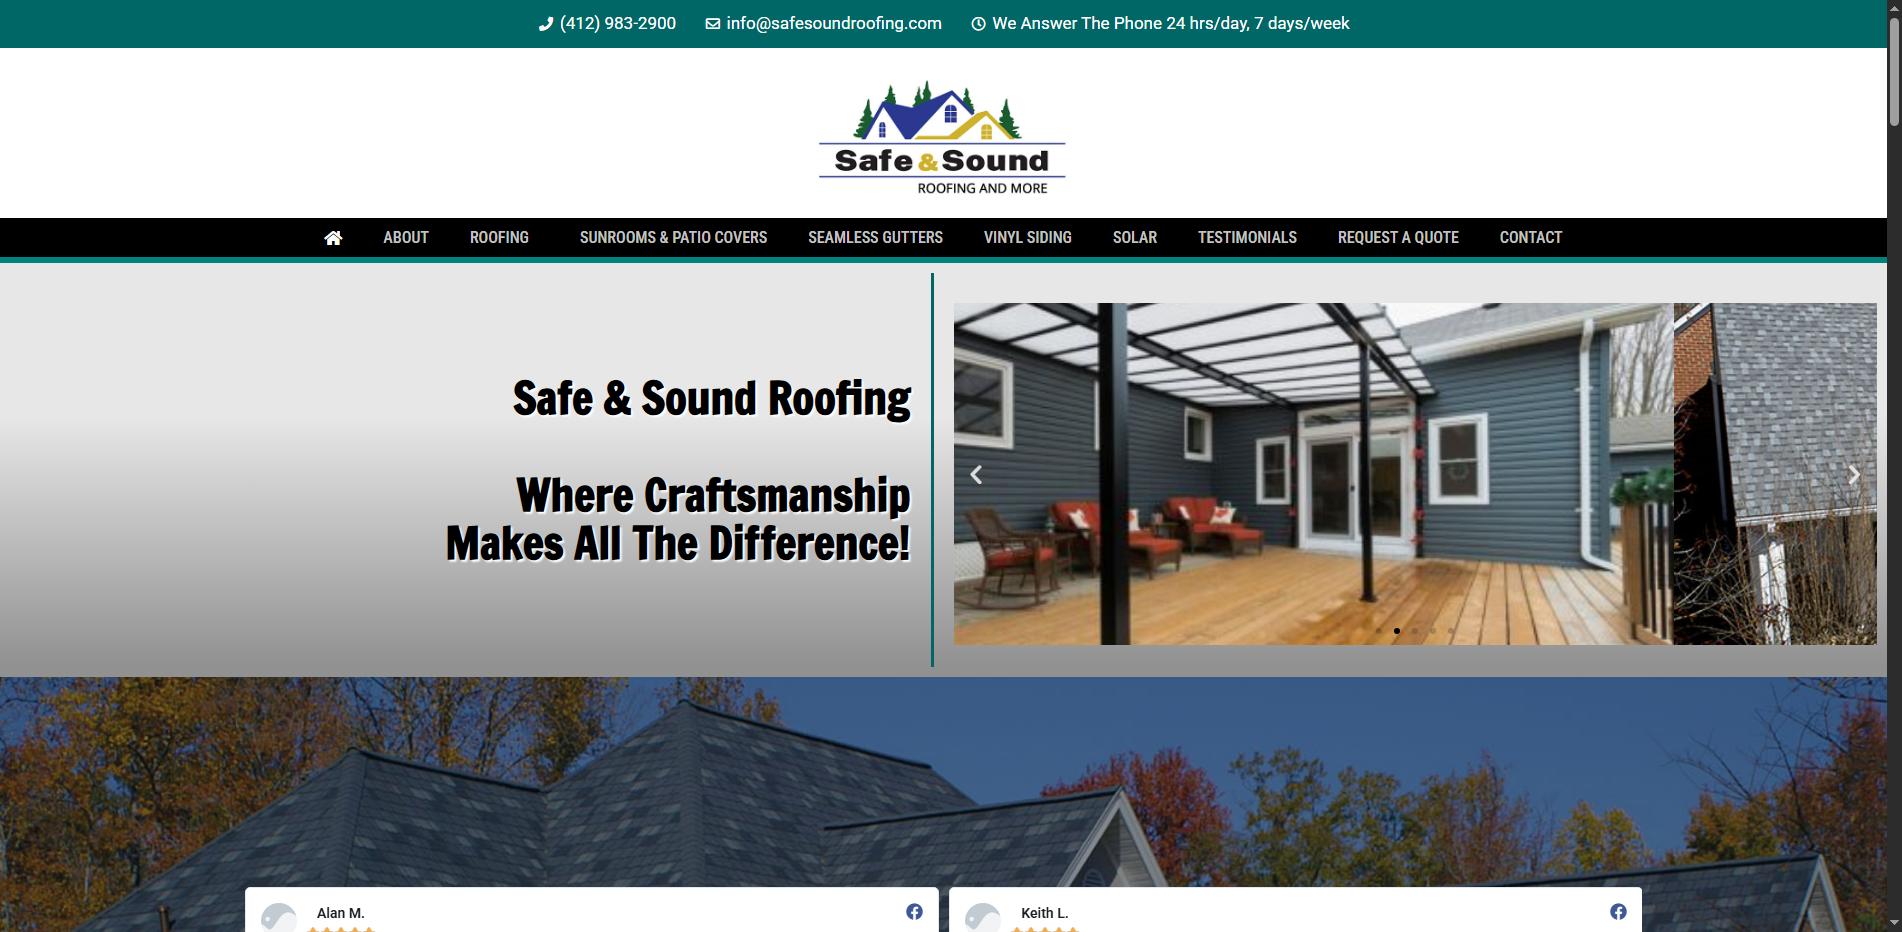 (412) 983-2900 info@safesoundroofing.com We Answer The Phone 24 hrs/day, 7 days/week
Safe & Sound
ROOFING AND MORE
ABOUT ROOFING SUNROOMS & PATIO COVERS SEAMLESS GUTTERS VINYL SIDING SOLAR TESTIMONIALS REQUEST A QUOTE CONTACT
Safe & Sound Roofing
Where Craftsmanship
Makes All The Difference!
Alan M. Keith L.